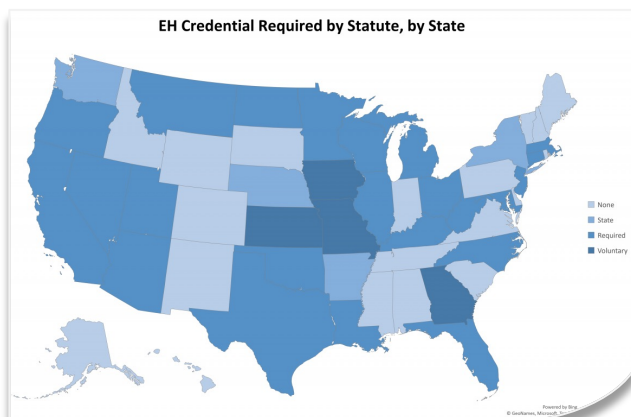 EH Credential Required by Statute, by State
None
State
Required
Voluntary
Powered by Bing
© GeoNames, Microsoft,